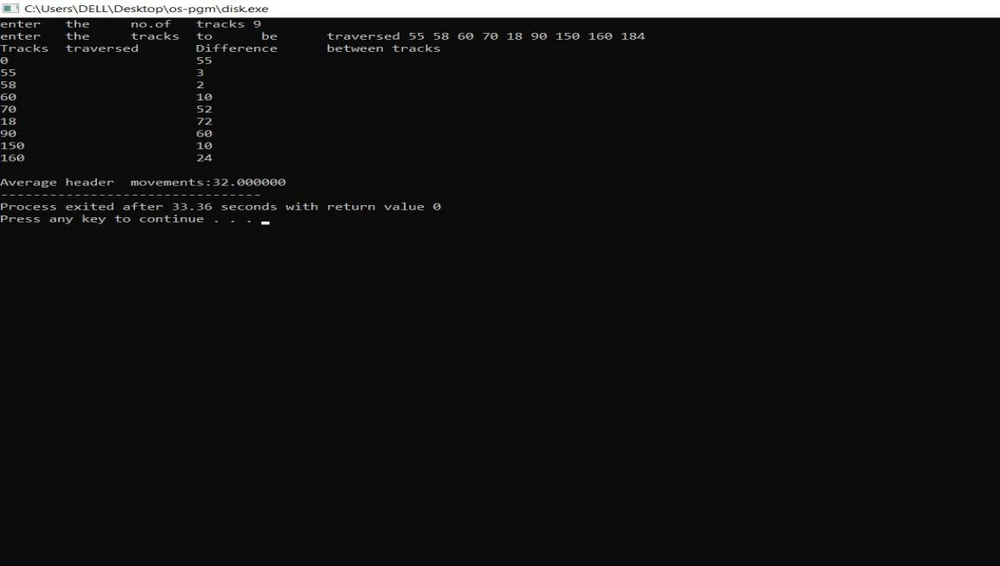 C:\Users\DELL\Desktop\os-pgm\disk.exe
enter the no.of tracks 9
enter the tracks to be traversed 55 58 60 70 18 90 150 160 184
Tracks traversed Difference between tracks
0 55
55 3
58 2
60 10
70 52
18 72
90 60
150 10
160 24
Average header movements:32.000000
--------------------------------
Process exited after 33.36 seconds with return value 0
Press any key to continue . . .